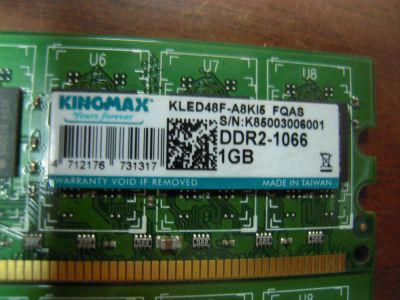 U6 U7 U8
KINGMAX
Yours forever
KLED48F-A8KI5 FQAS
S/N:K85003006001
DDR2-1066
1GB
4 712176 731317
WARRANTY VOID IF REMOVED
MADE IN TAIWAN